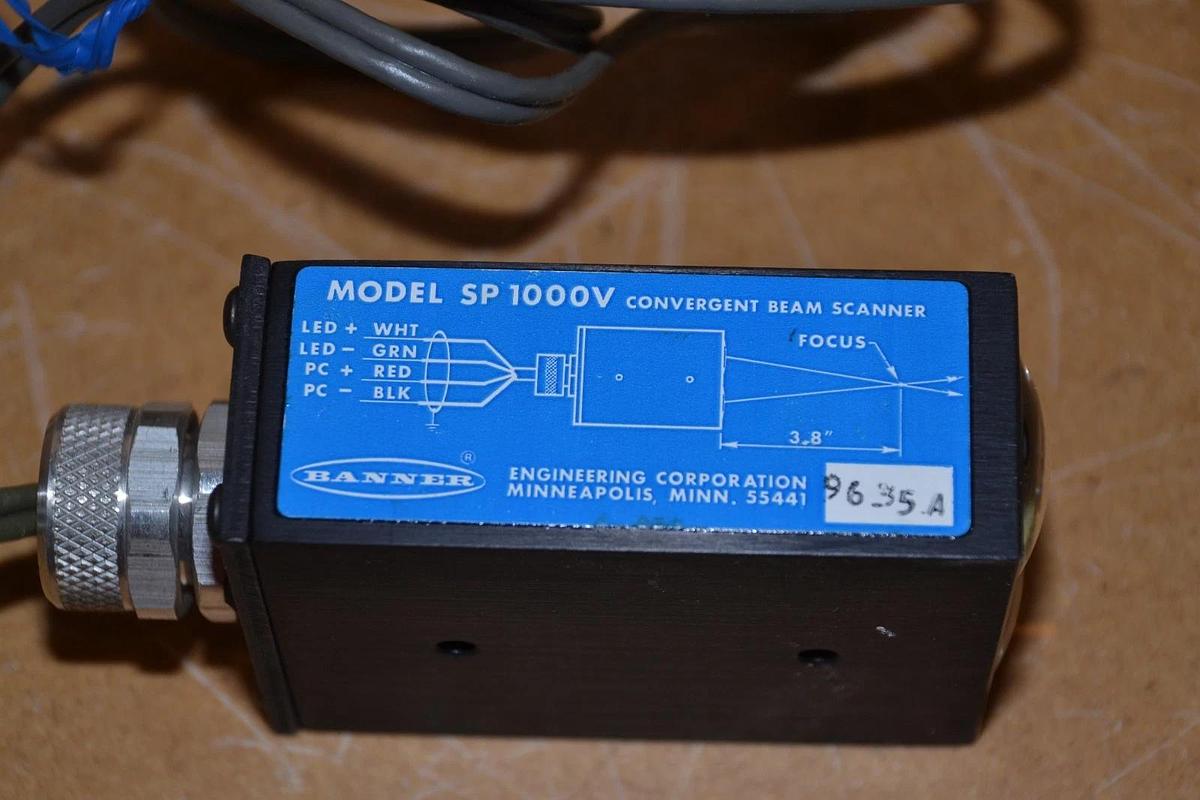 MODEL SP 1000V CONVERGENT BEAM SCANNER
LED + WHT
LED - GRN
PC + RED
PC - BLK
FOCUS
3.8"
BANNER ®
ENGINEERING CORPORATION
MINNEAPOLIS, MINN. 55441
9635.A